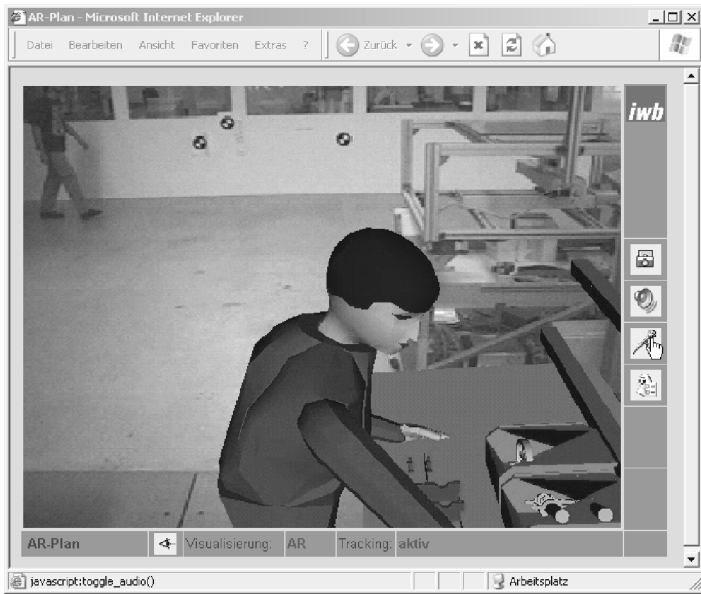 AR-Plan - Microsoft Internet Explorer
Datei Bearbeiten Ansicht Favoriten Extras ? Zurück
iwb
AR-Plan Visualisierung: AR Tracking: aktiv
javascript:toggle_audio() Arbeitsplatz